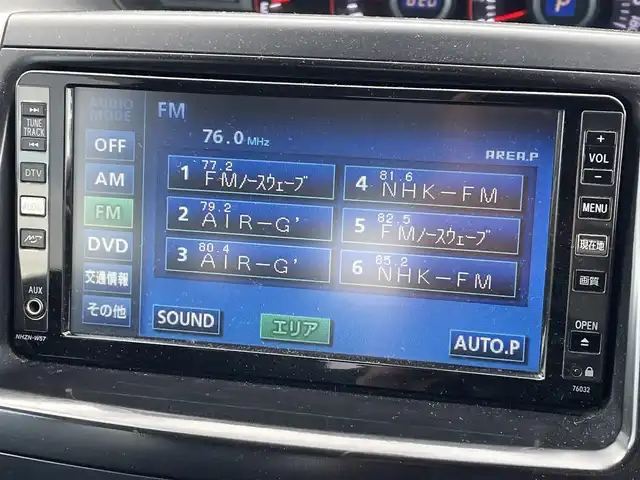 AUDIO
MODE
FM
76.0 MHz
AREA.P
OFF
AM
FM
DVD
交通情報
その他
1 77.2 FMノースウェーブ
2 79.2 AIR-G'
3 80.4 AIR-G'
4 81.6 NHK-FM
5 82.5 FMノースウェーブ
6 85.2 NHK-FM
SOUND
エリア
AUTO.P
TUNE
TRACK
DTV
AUX
NHZN-W57
+
VOL
-
MENU
現在地
画質
OPEN
76032
P